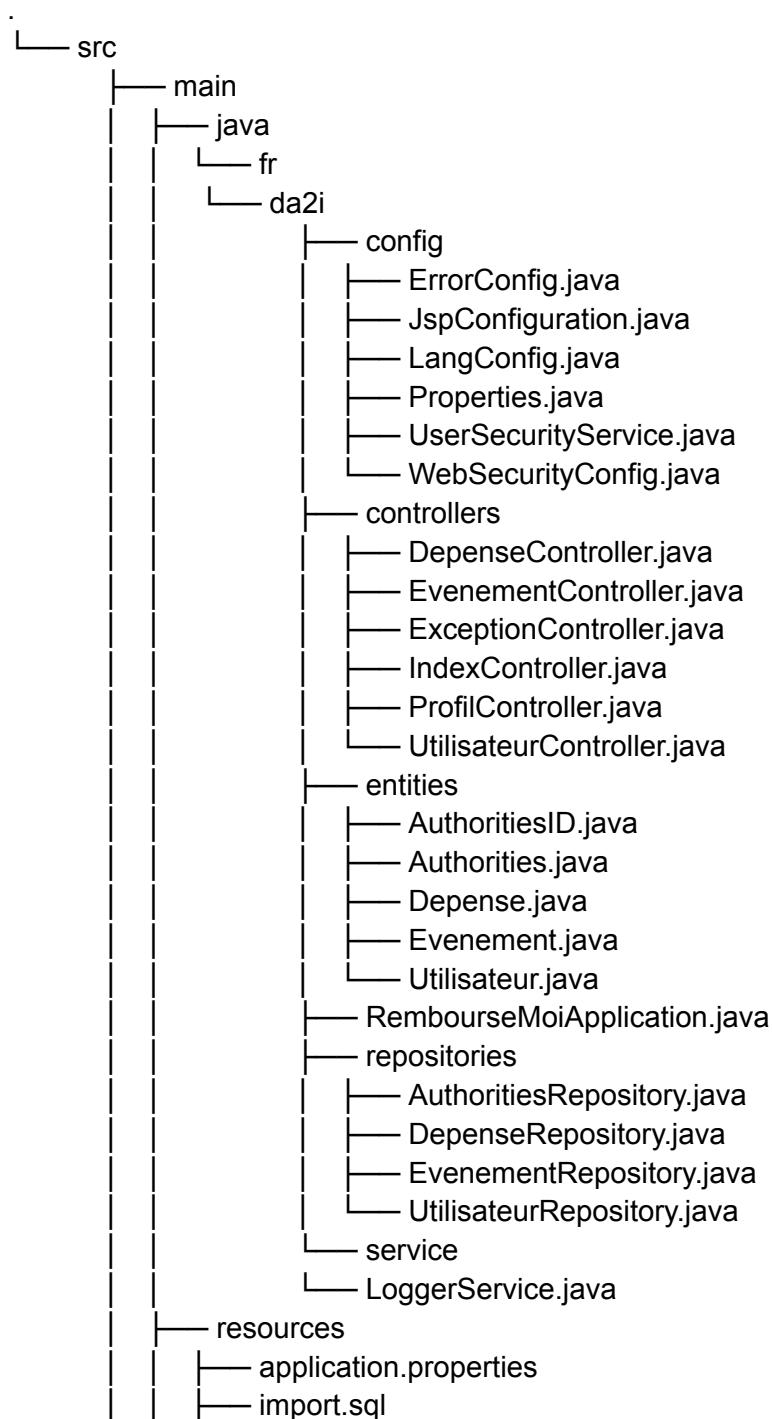 .
└── src
├── main
│ ├── java
│ │ └── fr
│ │ └── da2i
│ │ ├── config
│ │ │ ├── ErrorConfig.java
│ │ │ ├── JspConfiguration.java
│ │ │ ├── LangConfig.java
│ │ │ ├── Properties.java
│ │ │ ├── UserSecurityService.java
│ │ │ └── WebSecurityConfig.java
│ │ ├── controllers
│ │ │ ├── DepenseController.java
│ │ │ ├── EvenementController.java
│ │ │ ├── ExceptionController.java
│ │ │ ├── IndexController.java
│ │ │ ├── ProfilController.java
│ │ │ └── UtilisateurController.java
│ │ ├── entities
│ │ │ ├── AuthoritiesID.java
│ │ │ ├── Authorities.java
│ │ │ ├── Depense.java
│ │ │ ├── Evenement.java
│ │ │ └── Utilisateur.java
│ │ ├── RembourseMoiApplication.java
│ │ ├── repositories
│ │ │ ├── AuthoritiesRepository.java
│ │ │ ├── DepenseRepository.java
│ │ │ ├── EvenementRepository.java
│ │ │ └── UtilisateurRepository.java
│ │ └── service
│ │ └── LoggerService.java
│ ├── resources
│ │ ├── application.properties
│ │ ├── import.sql